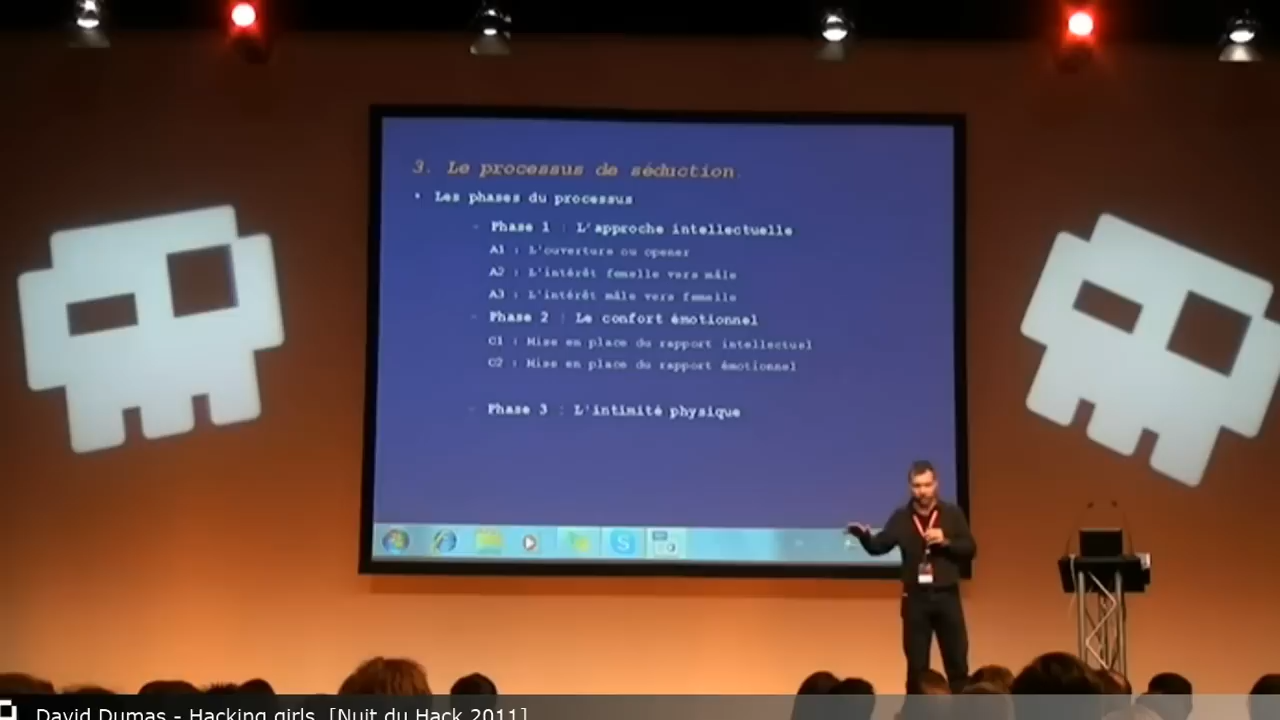 3. Le processus de séduction.
• Les phases du processus
- Phase 1 : L'approche intellectuelle
A1 : L'ouverture ou opener
A2 : L'intérêt femelle vers mâle
A3 : L'intérêt mâle vers femelle
- Phase 2 : Le confort émotionnel
C1 : Mise en place du rapport intellectuel
C2 : Mise en place du rapport émotionnel
- Phase 3 : L'intimité physique
David Dumas - Hacking girls [Nuit du Hack 2011]